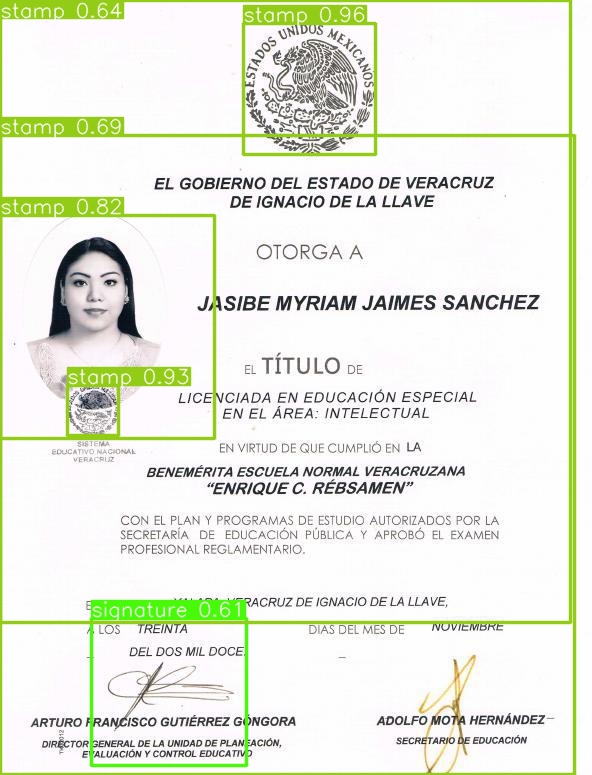 stamp 0.64
stamp 0.96
ESTADOS UNIDOS MEXICANOS
stamp 0.69
EL GOBIERNO DEL ESTADO DE VERACRUZ
DE IGNACIO DE LA LLAVE
stamp 0.82
OTORGA A
JASIBE MYRIAM JAIMES SANCHEZ
EL TÍTULO DE
stamp 0.93
LICENCIADA EN EDUCACIÓN ESPECIAL
EN EL ÁREA: INTELECTUAL
SISTEMA
EDUCATIVO NACIONAL
VERACRUZ
EN VIRTUD DE QUE CUMPLIÓ EN LA
BENEMÉRITA ESCUELA NORMAL VERACRUZANA
“ENRIQUE C. RÉBSAMEN”
CON EL PLAN Y PROGRAMAS DE ESTUDIO AUTORIZADOS POR LA
SECRETARÍA DE EDUCACIÓN PÚBLICA Y APROBÓ EL EXAMEN
PROFESIONAL REGLAMENTARIO.
VERACRUZ DE IGNACIO DE LA LLAVE,
signature 0.61
A LOS TREINTA DIAS DEL MES DE NOVIEMBRE
DEL DOS MIL DOCE.
ARTURO FRANCISCO GUTIÉRREZ GÓNGORA
DIRECTOR GENERAL DE LA UNIDAD DE PLANEACIÓN,
EVALUACIÓN Y CONTROL EDUCATIVO
ADOLFO MOTA HERNÁNDEZ
SECRETARIO DE EDUCACIÓN